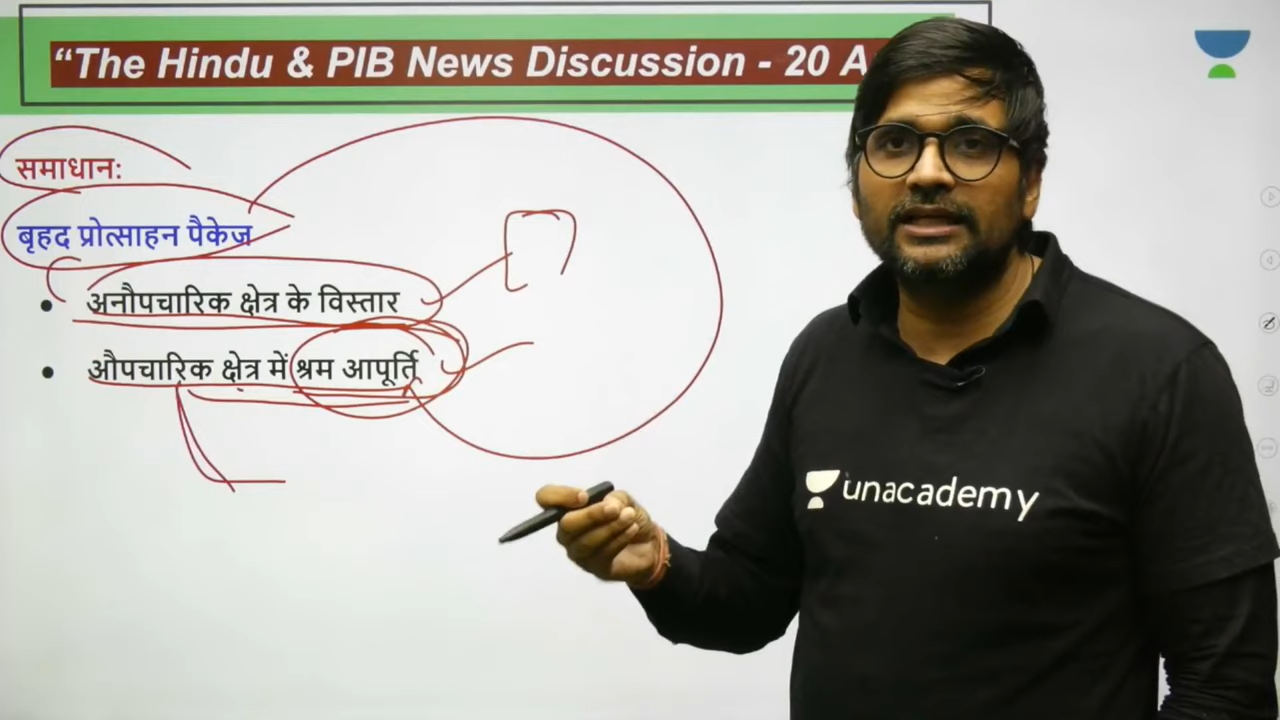 “The Hindu & PIB News Discussion - 20 A
समाधान:
बृहद प्रोत्साहन पैकेज
• अनौपचारिक क्षेत्र के विस्तार
• औपचारिक क्षेत्र में श्रम आपूर्ति
unacademy